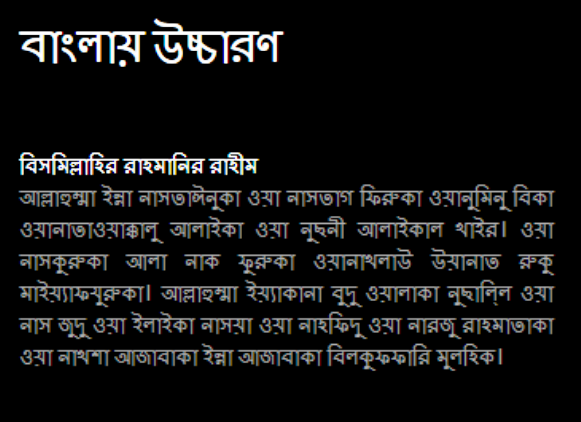 বাংলায় উচ্চারণ
বিসমিল্লাহির রাহমানির রাহীম
আল্লাহুম্মা ইন্না নাসতাঈনুকা ওয়া নাসতাগ ফিরুকা ওয়ানু্মিনু বিকা
ওয়ানাতাওয়াক্কালু আলাইকা ওয়া নুছনী আলাইকাল খাইর। ওয়া
নাসকুরুকা আলা নাক ফুরুকা ওয়ানাখলাউ উয়ানাত রুকু
মাইয়্যাফযুরুকা। আল্লাহুম্মা ইয়্যাকানা বুদু ওয়ালাকা নুছালি্ল ওয়া
নাস জুদু ওয়া ইলাইকা নাসয়া ওয়া নাহফিদু ওয়া নারজু রাহমাতাকা
ওয়া নাখশা আজাবাকা ইন্না আজাবাকা বিলকুফফারি মুলহিক।